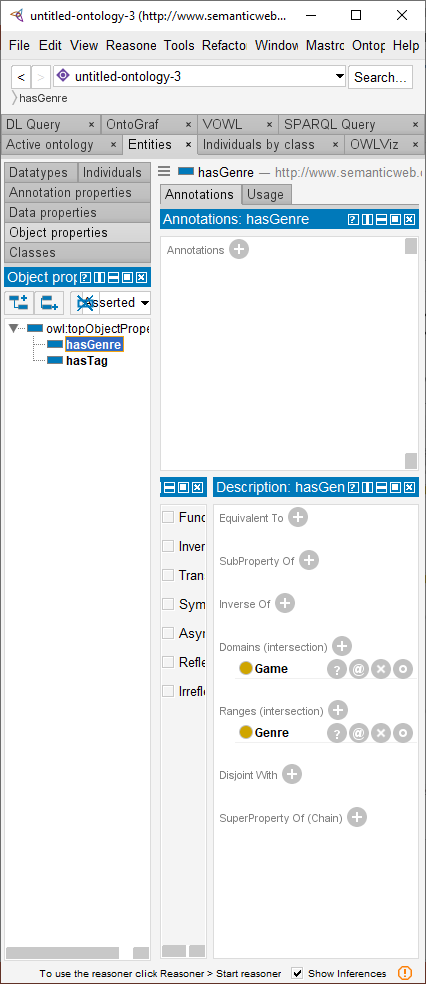 untitled-ontology-3 (http://www.semanticweb...
File Edit View Reasone Tools Refactor Window Mastro Ontop Help
< > untitled-ontology-3 Search...
hasGenre
DL Query × OntoGraf × VOWL × SPARQL Query ×
Active ontology × Entities × Individuals by class × OWLViz ×
Datatypes Individuals
Annotation properties
Data properties
Object properties
Classes
hasGenre — http://www.semanticweb.o
Annotations Usage
Annotations: hasGenre
Annotations
Object prop
Asserted
owl:topObjectPrope
hasGenre
hasTag
Description: hasGen
Func
Inver
Tran
Sym
Asyr
Refle
Irrefle
Equivalent To
SubProperty Of
Inverse Of
Domains (intersection)
Game
Ranges (intersection)
Genre
Disjoint With
SuperProperty Of (Chain)
To use the reasoner click Reasoner > Start reasoner Show Inferences